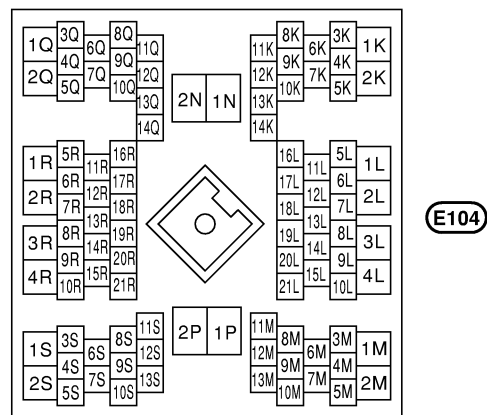 1Q 3Q 6Q 8Q 11Q 11K 8K 6K 3K 1K
2Q 4Q 7Q 9Q 12Q 12K 9K 7K 4K 2K
5Q 10Q 13Q 2N 1N 13K 10K 5K
14Q 14K
1R 5R 11R 16R 16L 11L 5L 1L
2R 6R 12R 17R 17L 12L 6L 2L
7R 13R 18R 18L 13L 7L
3R 8R 14R 19R 19L 14L 8L 3L
4R 9R 15R 20R 20L 15L 9L 4L
10R 21R 21L 10L
E104
1S 3S 6S 8S 11S 2P 1P 11M 8M 6M 3M 1M
2S 4S 7S 9S 12S 12M 9M 7M 4M 2M
5S 10S 13S 13M 10M 5M